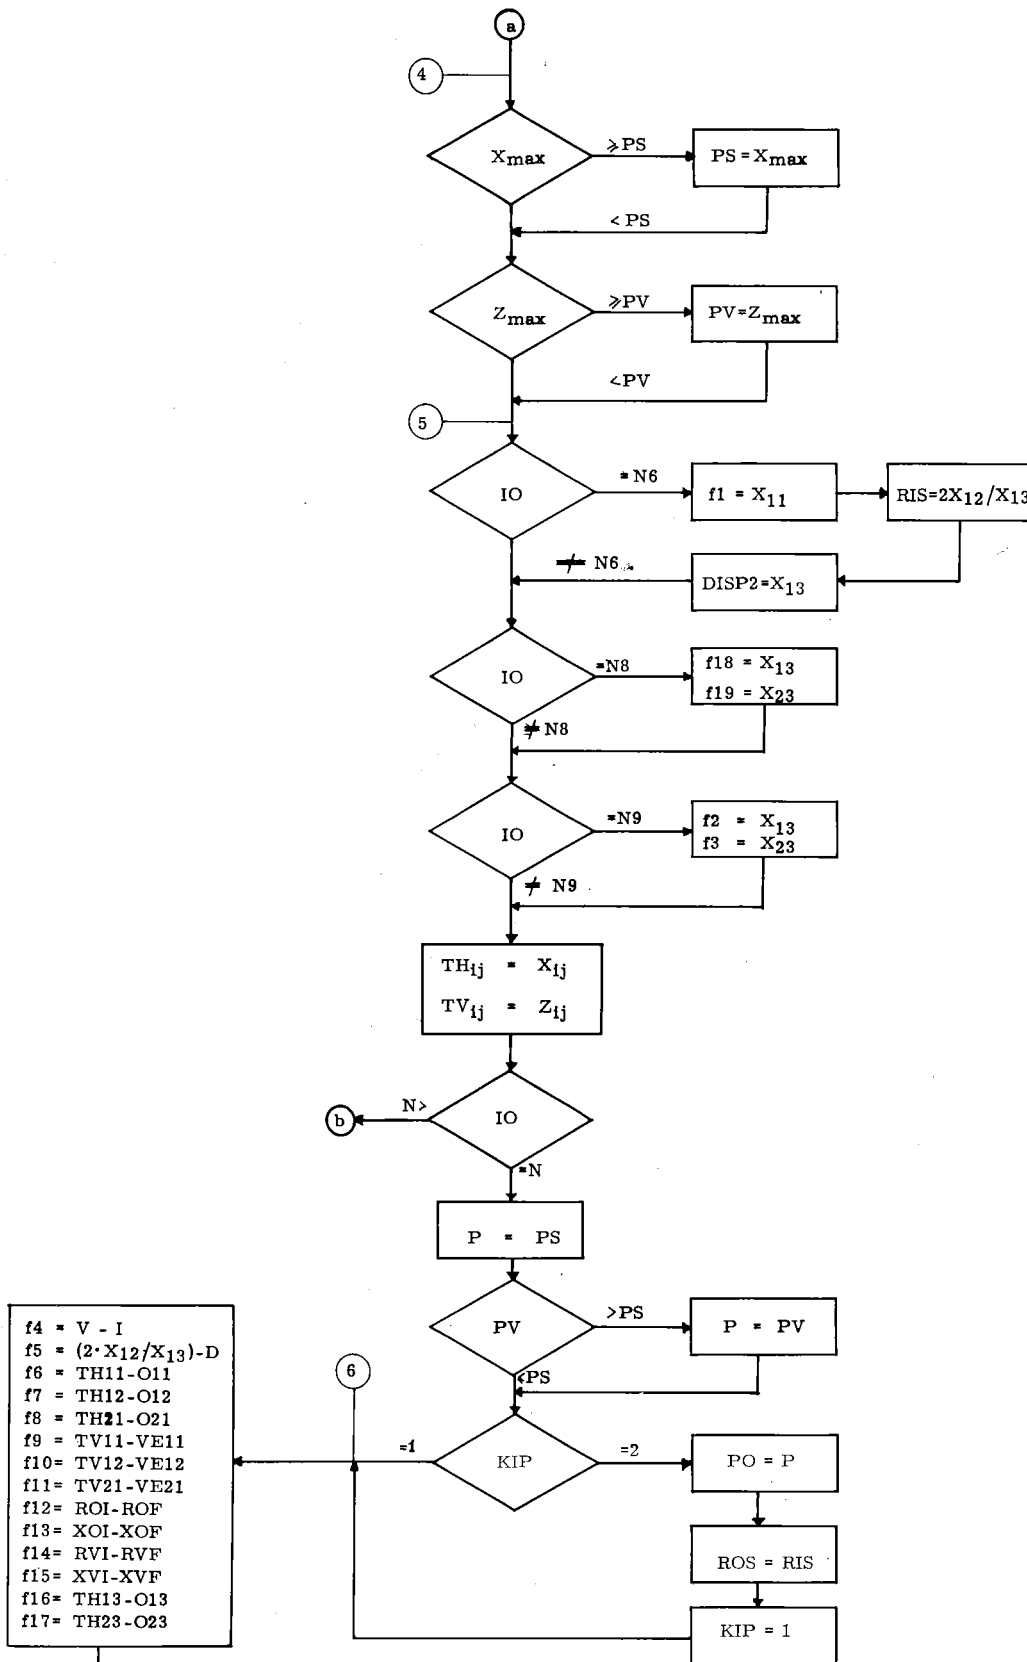 a
4
Xmax
⩾PS
PS=Xmax
< PS
Zmax
⩾PV
PV=Zmax
<PV
5
IO
=N6
f1 = X11
RIS=2X12/X13
≠ N6
DISP2=X13
IO
=N8
f18 = X13
f19 = X23
≠ N8
IO
=N9
f2 = X13
f3 = X23
≠ N9
THij = Xij
TVij = Zij
IO
N>
b
=N
P = PS
PV
>PS
P = PV
<PS
6
KIP
=1
=2
PO = P
ROS = RIS
KIP = 1
f4 = V - I
f5 = (2·X12/X13)-D
f6 = TH11-O11
f7 = TH12-O12
f8 = TH21-O21
f9 = TV11-VE11
f10= TV12-VE12
f11= TV21-VE21
f12= ROI-ROF
f13= XOI-XOF
f14= RVI-RVF
f15= XVI-XVF
f16= TH13-O13
f17= TH23-O23